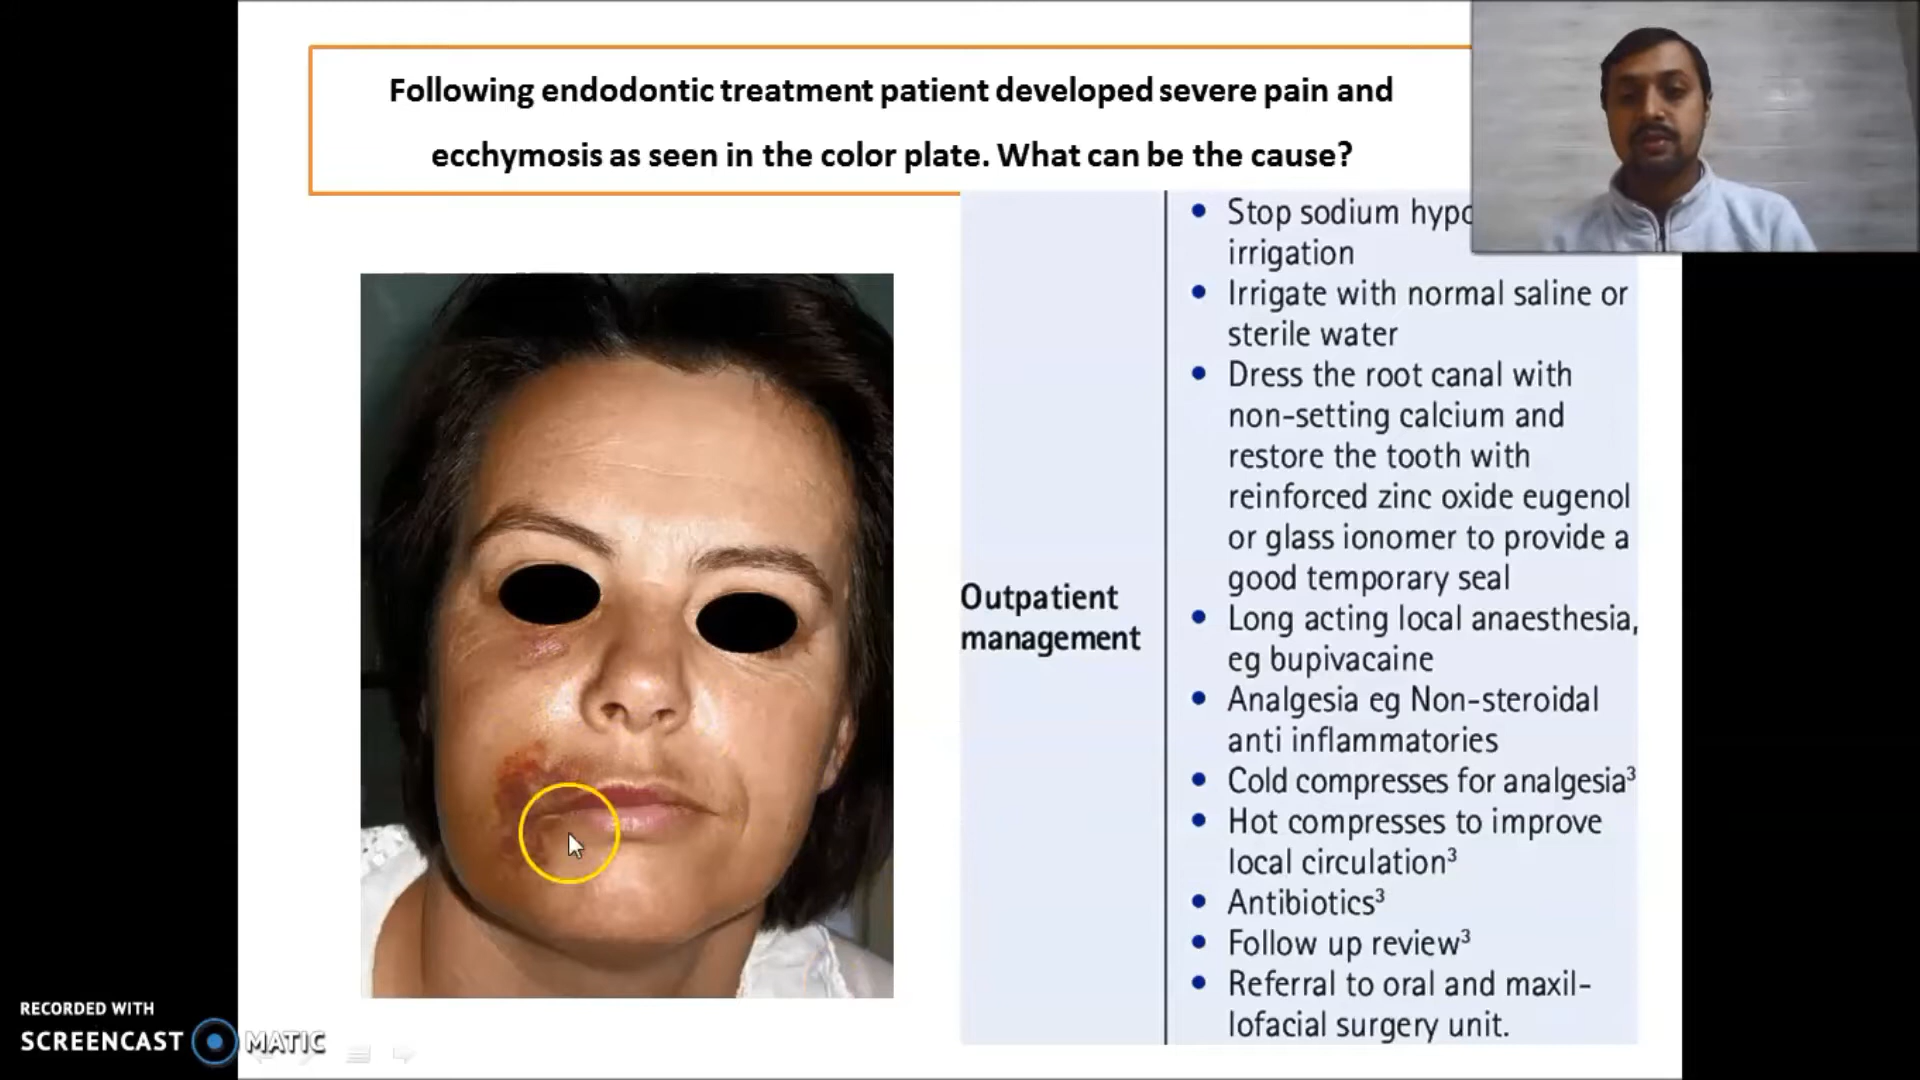 Following endodontic treatment patient developed severe pain and
ecchymosis as seen in the color plate. What can be the cause?
Outpatient
management
• Stop sodium
irrigation
• Irrigate with normal saline or
sterile water
• Dress the root canal with
non-setting calcium and
restore the tooth with
reinforced zinc oxide eugenol
or glass ionomer to provide a
good temporary seal
• Long acting local anaesthesia,
eg bupivacaine
• Analgesia eg Non-steroidal
anti inflammatories
• Cold compresses for analgesia³
• Hot compresses to improve
local circulation³
• Antibiotics³
• Follow up review³
• Referral to oral and maxil-
lofacial surgery unit.
RECORDED WITH
SCREENCAST MATIC